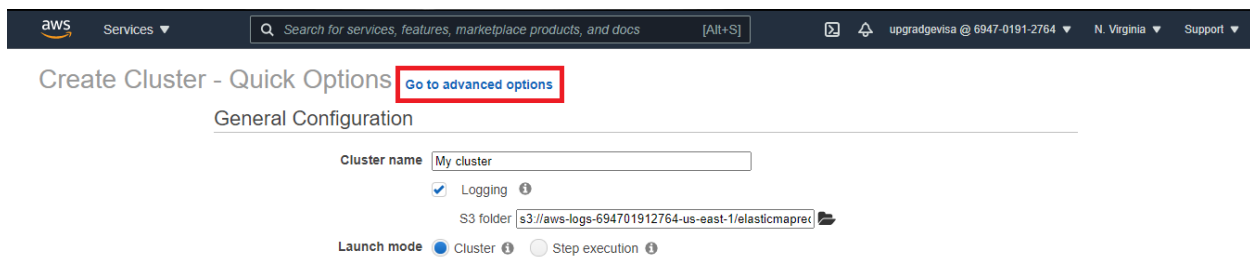 aws Services ▼ Search for services, features, marketplace products, and docs [Alt+S] upgradgevisa @ 6947-0191-2764 ▼ N. Virginia ▼ Support ▼
Create Cluster - Quick Options Go to advanced options
General Configuration
Cluster name My cluster
Logging
S3 folder s3://aws-logs-694701912764-us-east-1/elasticmapred
Launch mode Cluster Step execution